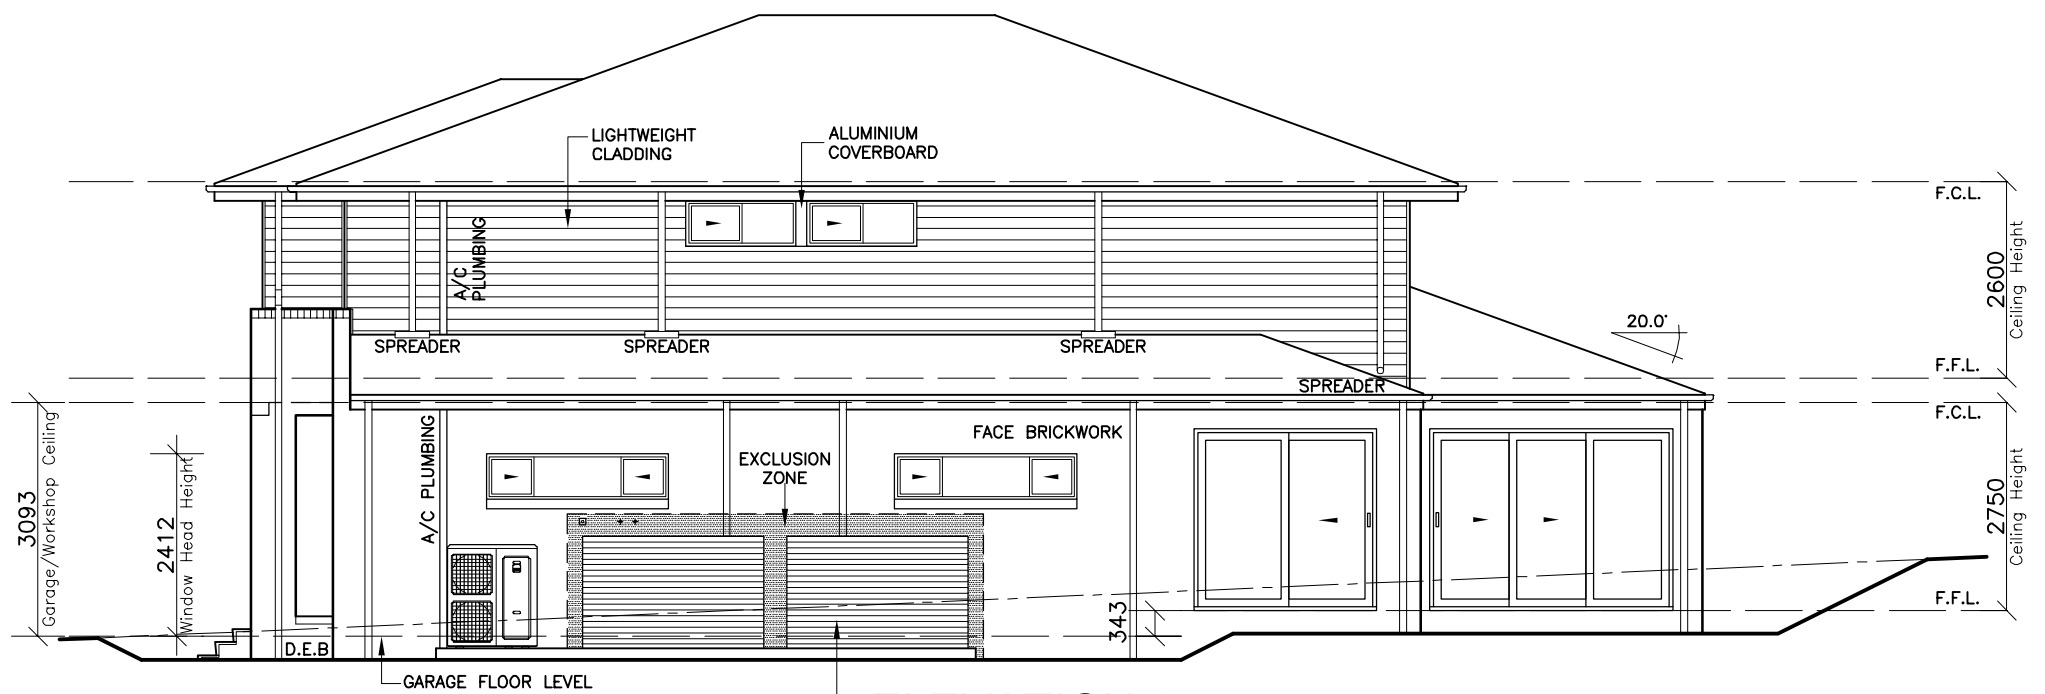 LIGHTWEIGHT
CLADDING
ALUMINIUM
COVERBOARD
F.C.L.
2600
Ceiling Height
A/C
PLUMBING
20.0°
SPREADER
SPREADER
SPREADER
SPREADER
F.F.L.
F.C.L.
3093
Garage/Workshop Ceiling
2412
Window Head Height
A/C PLUMBING
FACE BRICKWORK
EXCLUSION
ZONE
2750
Ceiling Height
F.F.L.
343
D.E.B
GARAGE FLOOR LEVEL